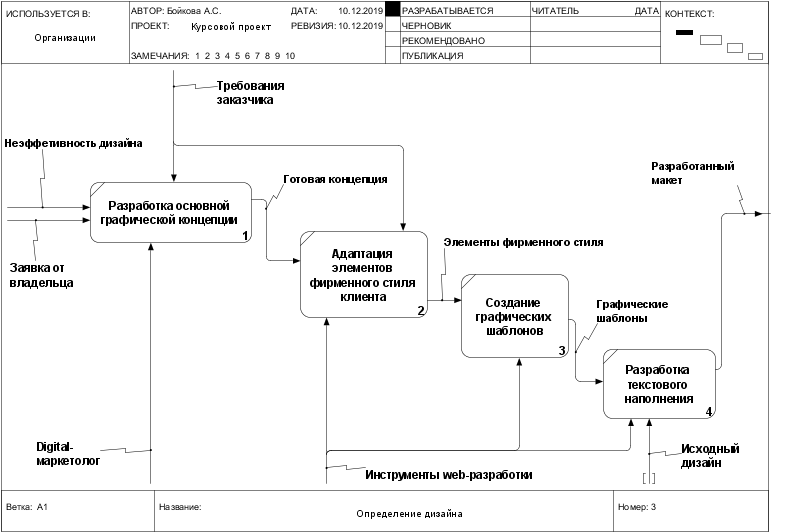 ИСПОЛЬЗУЕТСЯ В:
Организации
АВТОР: Бойкова А.С.
ДАТА: 10.12.2019
ПРОЕКТ: Курсовой проект
РЕВИЗИЯ: 10.12.2019
ЗАМЕЧАНИЯ: 1 2 3 4 5 6 7 8 9 10
РАЗРАБАТЫВАЕТСЯ
ЧЕРНОВИК
РЕКОМЕНДОВАНО
ПУБЛИКАЦИЯ
ЧИТАТЕЛЬ ДАТА
КОНТЕКСТ:
Требования
заказчика
Неэффетивность дизайна
Готовая концепция
Разработанный
макет
Разработка основной
графической концепции
1
Заявка от
владельца
Адаптация
элементов
фирменного стиля
клиента
2
Элементы фирменного стиля
Создание
графических
шаблонов
3
Графические
шаблоны
Разработка
текстового
наполнения
4
Digital-
маркетолог
Инструменты web-разработки
Исходный
дизайн
Ветка: A1
Название:
Определение дизайна
Номер: 3